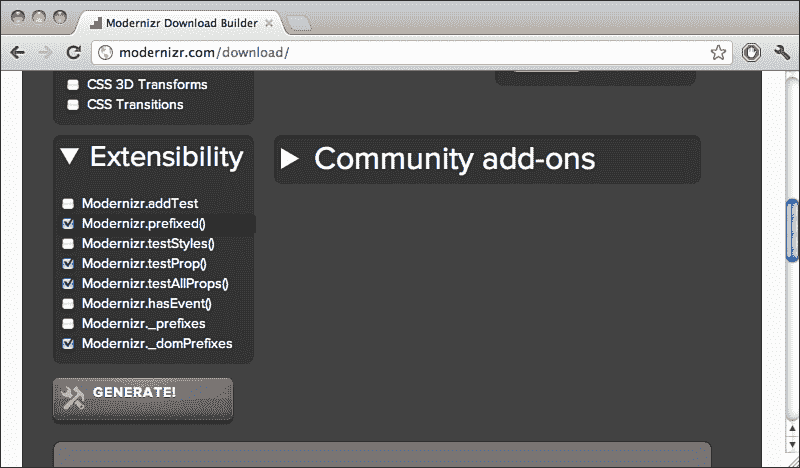 Modernizr Download Builder
modernizr.com/download/
CSS 3D Transforms
CSS Transitions
Extensibility
Community add-ons
Modernizr.addTest
Modernizr.prefixed()
Modernizr.testStyles()
Modernizr.testProp()
Modernizr.testAllProps()
Modernizr.hasEvent()
Modernizr._prefixes
Modernizr._domPrefixes
GENERATE!